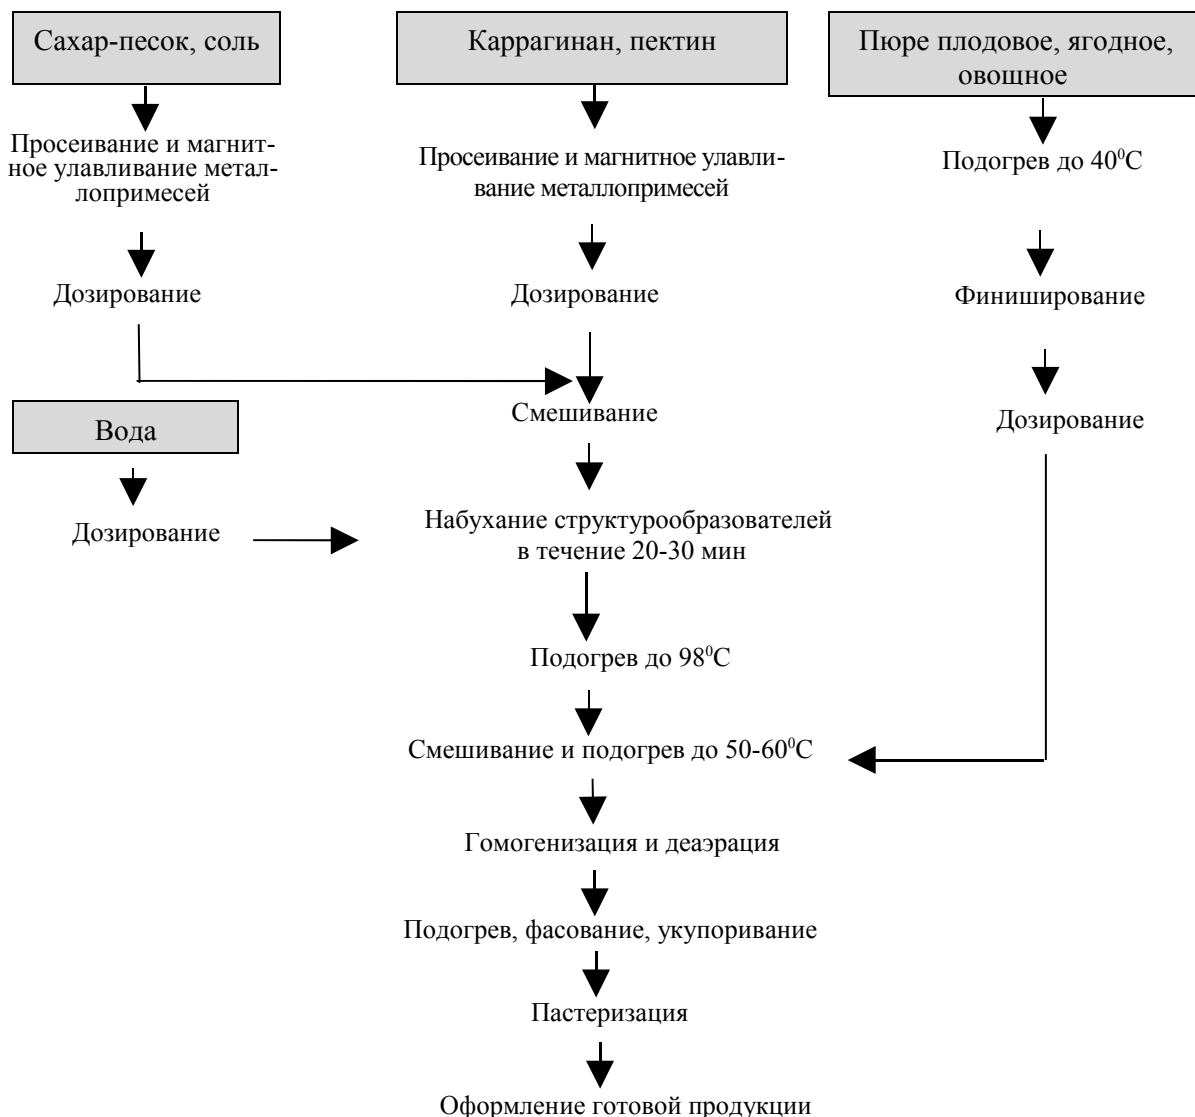 Сахар-песок, соль
Каррагинан, пектин
Пюре плодовое, ягодное,
овощное
Просеивание и магнит-
ное улавливание метал-
лопримесей
Просеивание и магнитное улавли-
вание металлопримесей
Подогрев до 40⁰С
Дозирование
Дозирование
Финиширование
Смешивание
Дозирование
Вода
Дозирование
Набухание структурообразователей
в течение 20-30 мин
Подогрев до 98⁰С
Смешивание и подогрев до 50-60⁰С
Гомогенизация и деаэрация
Подогрев, фасование, укупоривание
Пастеризация
Оформление готовой продукции